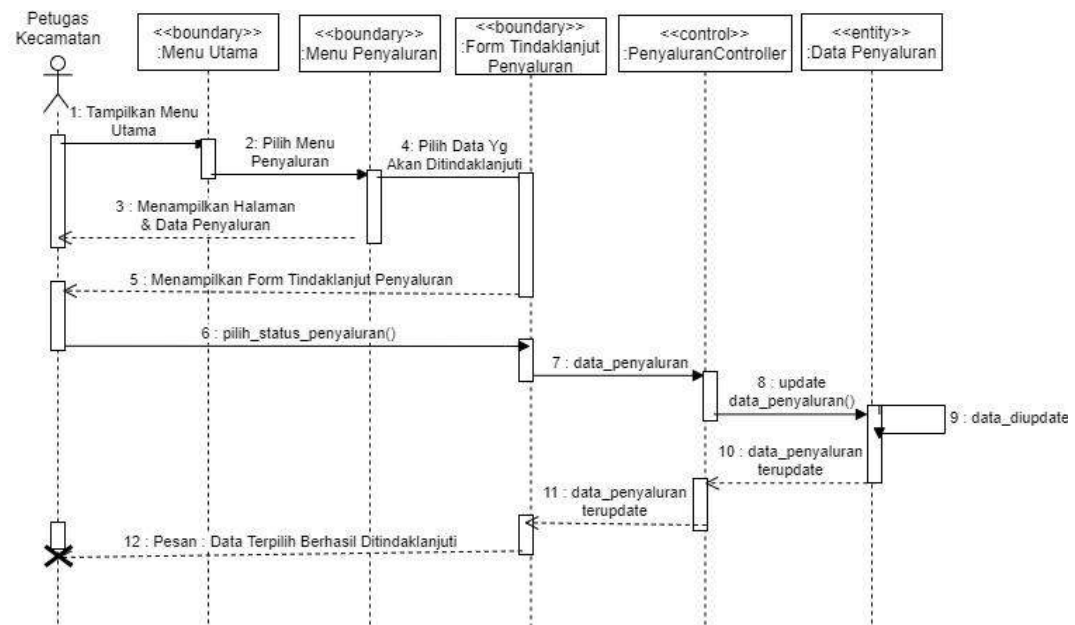 Petugas
Kecamatan
<<boundary>>
:Menu Utama
<<boundary>>
:Menu Penyaluran
<<boundary>>
:Form Tindaklanjut
Penyaluran
<<control>>
:PenyaluranController
<<entity>>
:Data Penyaluran
1: Tampilkan Menu
Utama
2: Pilih Menu
Penyaluran
4: Pilih Data Yg
Akan Ditindaklanjuti
3 : Menampilkan Halaman
& Data Penyaluran
5 : Menampilkan Form Tindaklanjut Penyaluran
6 : pilih_status_penyaluran()
7 : data_penyaluran
8 : update
data_penyaluran()
9 : data_diupdate
10 : data_penyaluran
terupdate
11 : data_penyaluran
terupdate
12 : Pesan : Data Terpilih Berhasil Ditindaklanjuti